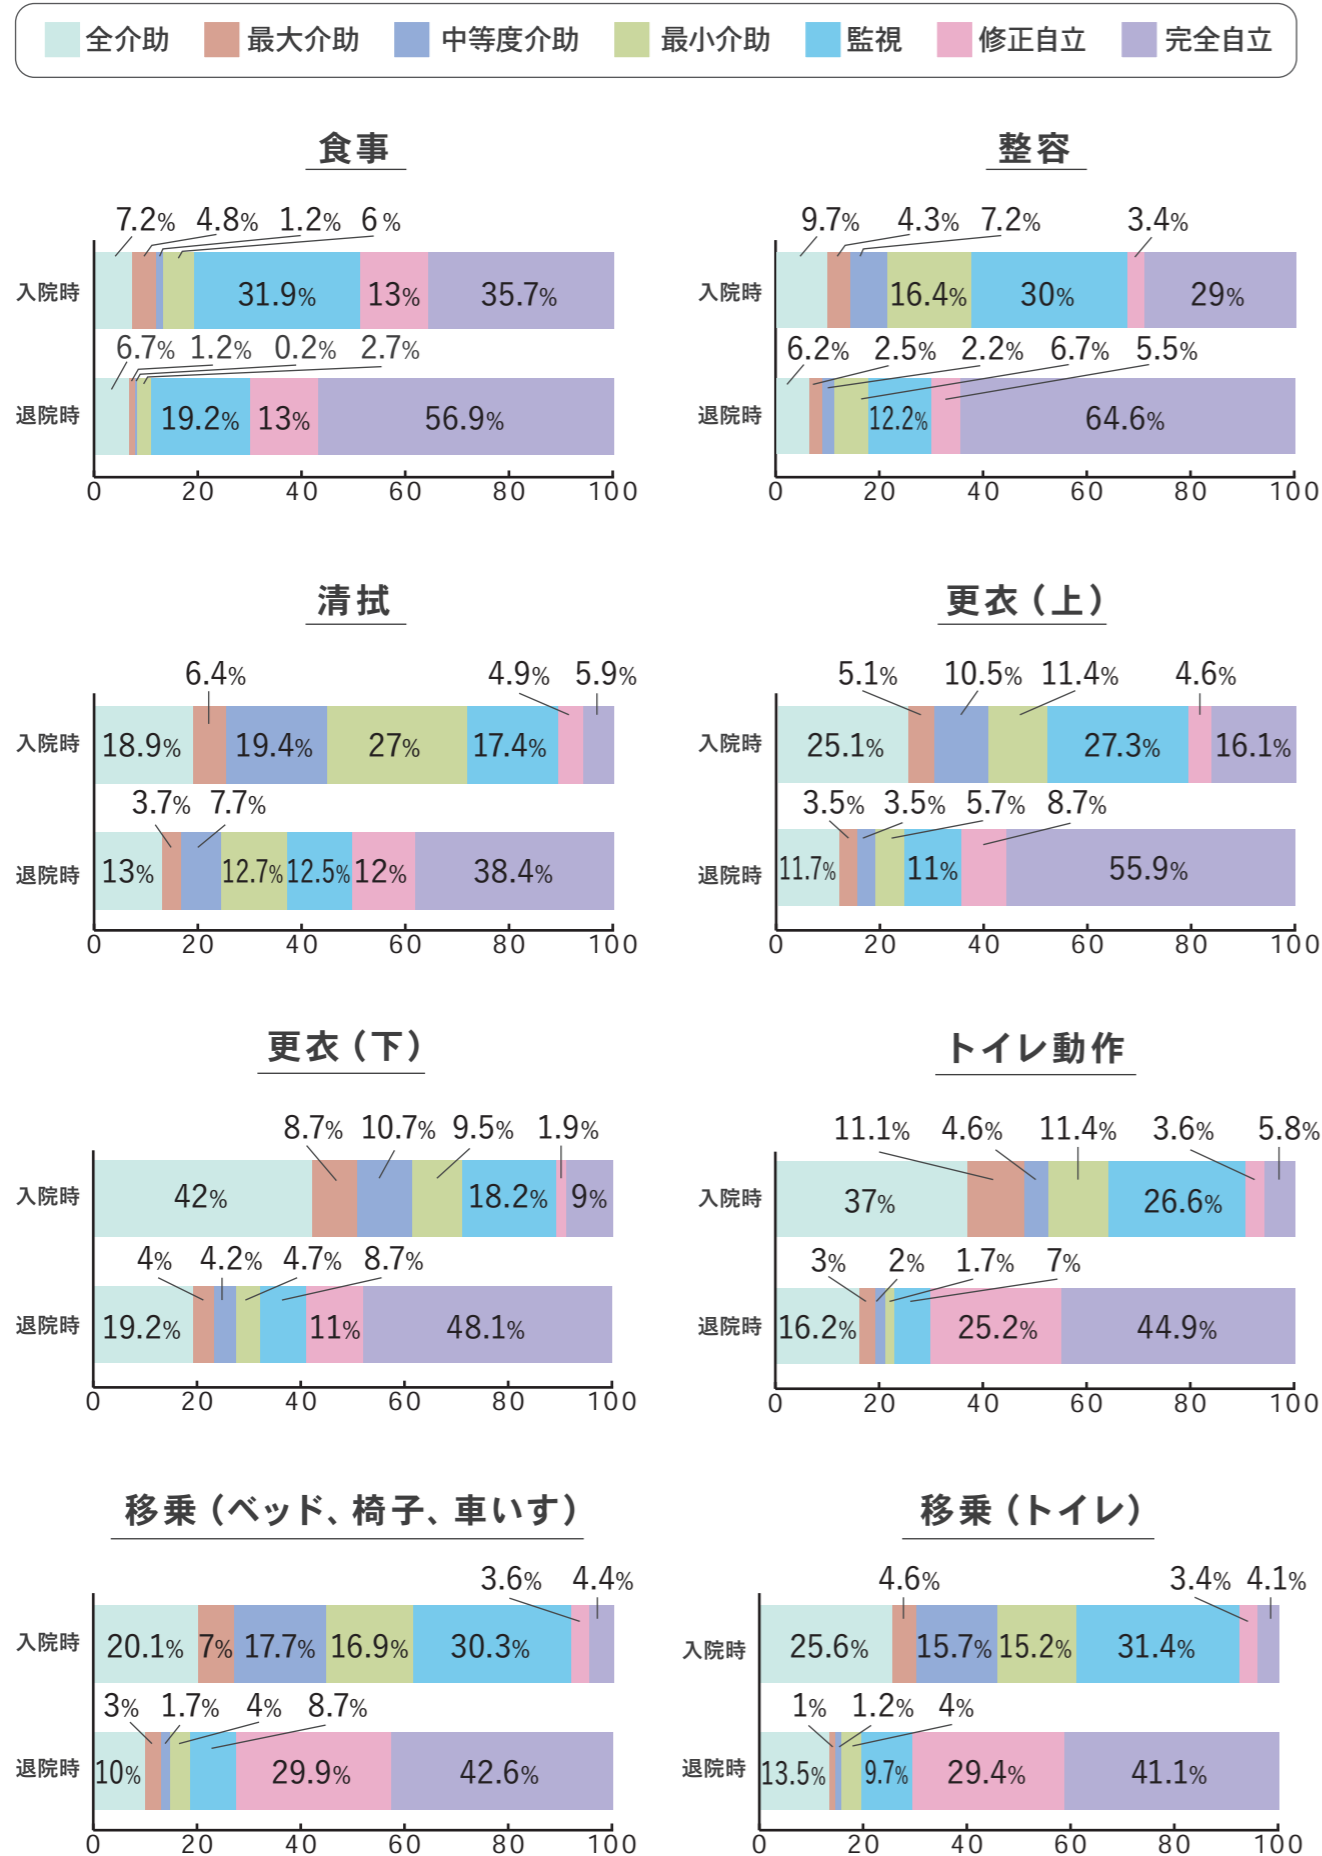 全介助 最大介助 中等度介助 最小介助 監視 修正自立 完全自立
食事
7.2% 4.8% 1.2% 6%
入院時 31.9% 13% 35.7%
6.7% 1.2% 0.2% 2.7%
退院時 19.2% 13% 56.9%
0 20 40 60 80 100
整容
9.7% 4.3% 7.2% 3.4%
入院時 16.4% 30% 29%
6.2% 2.5% 2.2% 6.7% 5.5%
退院時 12.2% 64.6%
0 20 40 60 80 100
清拭
6.4% 4.9% 5.9%
入院時 18.9% 19.4% 27% 17.4%
3.7% 7.7%
退院時 13% 12.7% 12.5% 12% 38.4%
0 20 40 60 80 100
更衣（上）
5.1% 10.5% 11.4% 4.6%
入院時 25.1% 27.3% 16.1%
3.5% 3.5% 5.7% 8.7%
退院時 11.7% 11% 55.9%
0 20 40 60 80 100
更衣（下）
8.7% 10.7% 9.5% 1.9%
入院時 42% 18.2% 9%
4% 4.2% 4.7% 8.7%
退院時 19.2% 11% 48.1%
0 20 40 60 80 100
トイレ動作
11.1% 4.6% 11.4% 3.6% 5.8%
入院時 37% 26.6%
3% 2% 1.7% 7%
退院時 16.2% 25.2% 44.9%
0 20 40 60 80 100
移乗（ベッド、椅子、車いす）
3.6% 4.4%
入院時 20.1% 7% 17.7% 16.9% 30.3%
3% 1.7% 4% 8.7%
退院時 10% 29.9% 42.6%
0 20 40 60 80 100
移乗（トイレ）
4.6% 3.4% 4.1%
入院時 25.6% 15.7% 15.2% 31.4%
1% 1.2% 4%
退院時 13.5% 9.7% 29.4% 41.1%
0 20 40 60 80 100